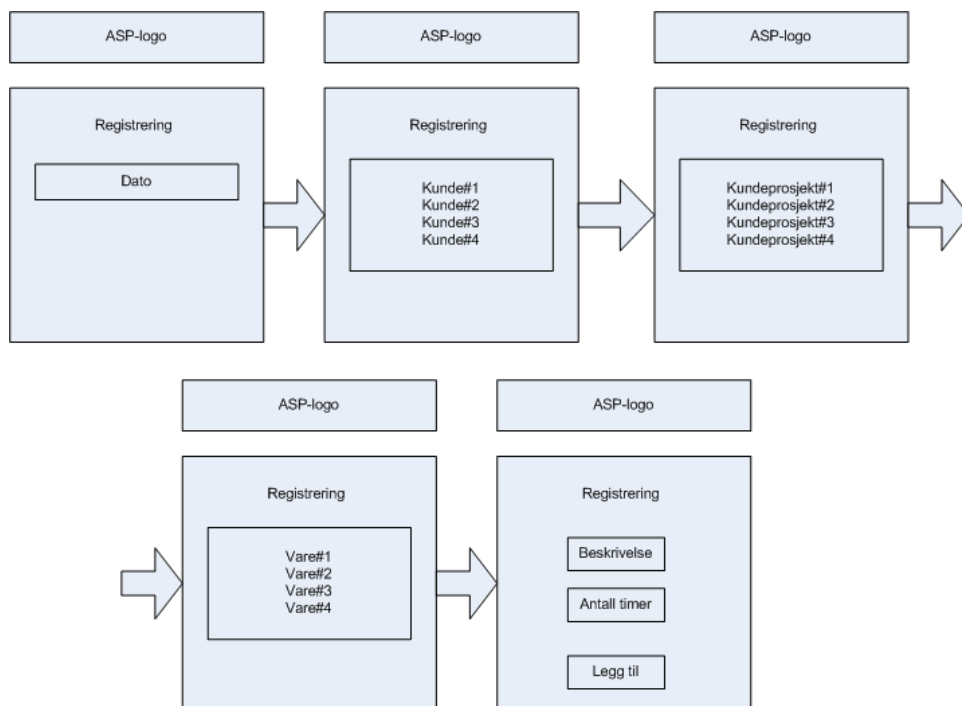 ASP-logo
Registrering
Dato
ASP-logo
Registrering
Kunde#1
Kunde#2
Kunde#3
Kunde#4
ASP-logo
Registrering
Kundeprosjekt#1
Kundeprosjekt#2
Kundeprosjekt#3
Kundeprosjekt#4
ASP-logo
Registrering
Vare#1
Vare#2
Vare#3
Vare#4
ASP-logo
Registrering
Beskrivelse
Antall timer
Legg til